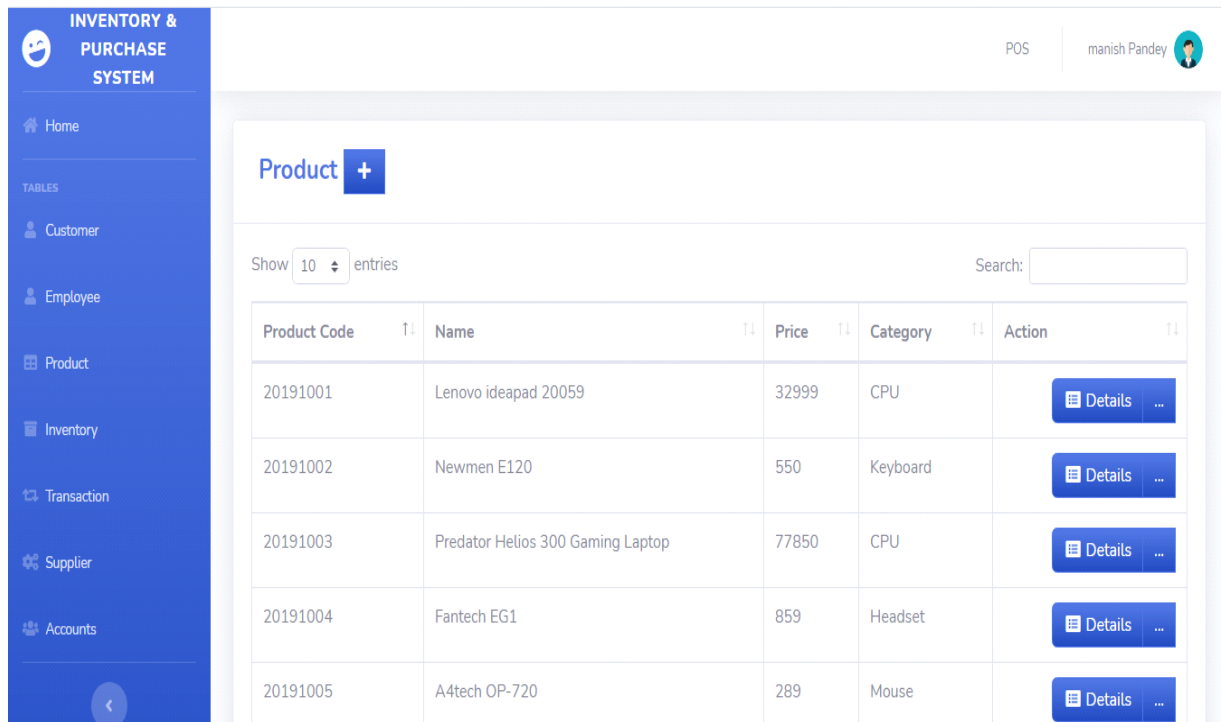 INVENTORY &
PURCHASE
SYSTEM
Home
TABLES
Customer
Employee
Product
Inventory
Transaction
Supplier
Accounts
POS
manish Pandey
Product +
Show 10 entries
Search:
Product Code Name Price Category Action
20191001 Lenovo ideapad 20059 32999 CPU Details ...
20191002 Newmen E120 550 Keyboard Details ...
20191003 Predator Helios 300 Gaming Laptop 77850 CPU Details ...
20191004 Fantech EG1 859 Headset Details ...
20191005 A4tech OP-720 289 Mouse Details ...